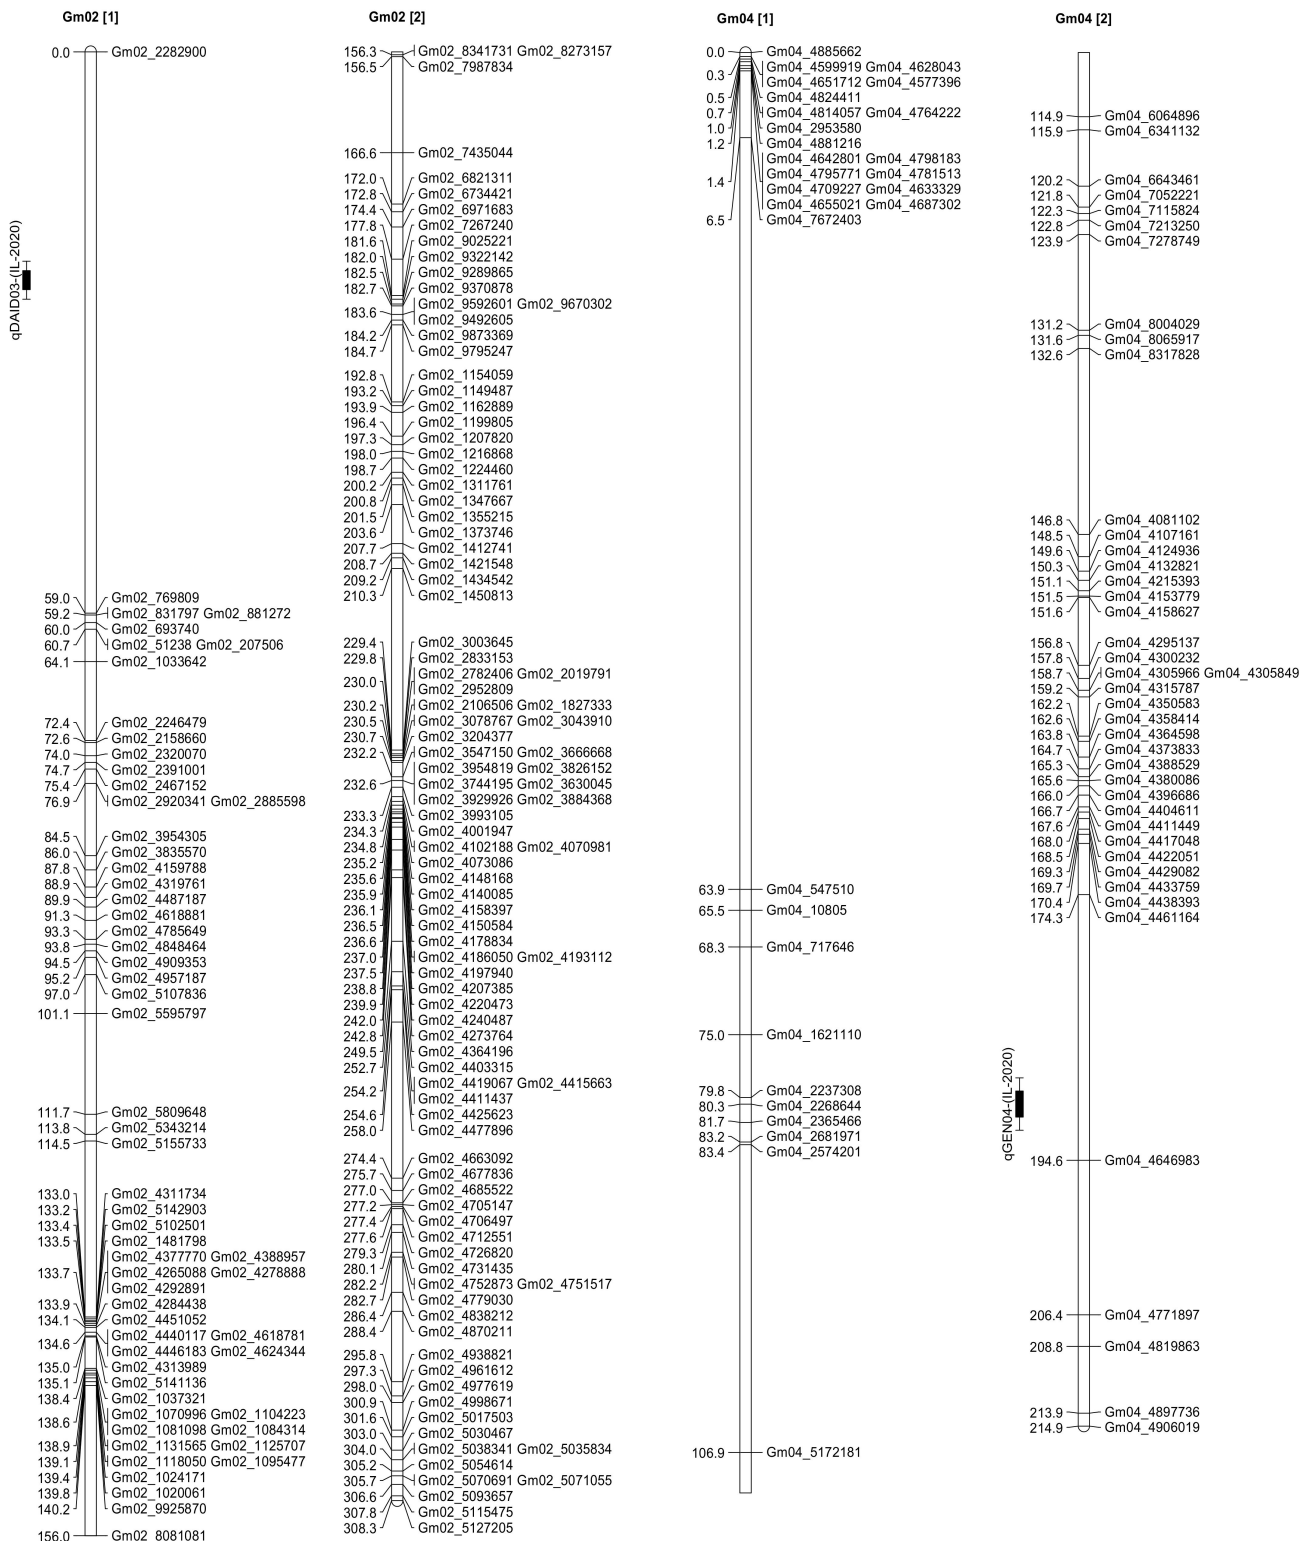 Gm02 [1]
0.0 Gm02_2282900
qDAID03-(IL-2020)
59.0 Gm02_769809
59.2 Gm02_831797 Gm02_881272
60.0 Gm02_693740
60.7 Gm02_51238 Gm02_207506
64.1 Gm02_1033642
72.4 Gm02_2246479
72.6 Gm02_2158660
74.0 Gm02_2320070
74.7 Gm02_2391001
75.4 Gm02_2467152
76.9 Gm02_2920341 Gm02_2885598
84.5 Gm02_3954305
86.0 Gm02_3835570
87.8 Gm02_4159788
88.9 Gm02_4319761
89.9 Gm02_4487187
91.3 Gm02_4618881
93.3 Gm02_4785649
93.8 Gm02_4848464
94.5 Gm02_4909353
95.2 Gm02_4957187
97.0 Gm02_5107836
101.1 Gm02_5595797
111.7 Gm02_5809648
113.8 Gm02_5343214
114.5 Gm02_5155733
133.0 Gm02_4311734
133.2 Gm02_5142903
133.4 Gm02_5102501
133.5 Gm02_1481798
Gm02_4377770 Gm02_4388957
133.7 Gm02_4265088 Gm02_4278888
Gm02_4292891
133.9 Gm02_4284438
134.1 Gm02_4451052
134.6 Gm02_4440117 Gm02_4618781
Gm02_4446183 Gm02_4624344
135.0 Gm02_4313989
135.1 Gm02_5141136
138.4 Gm02_1037321
138.6 Gm02_1070996 Gm02_1104223
Gm02_1081098 Gm02_1084314
138.9 Gm02_1131565 Gm02_1125707
139.1 Gm02_1118050 Gm02_1095477
139.4 Gm02_1024171
139.8 Gm02_1020061
140.2 Gm02_9925870
156.0 Gm02_8081081
Gm02 [2]
156.3 Gm02_8341731 Gm02_8273157
156.5 Gm02_7987834
166.6 Gm02_7435044
172.0 Gm02_6821311
172.8 Gm02_6734421
174.4 Gm02_6971683
177.8 Gm02_7267240
181.6 Gm02_9025221
182.0 Gm02_9322142
182.5 Gm02_9289865
182.7 Gm02_9370878
183.6 Gm02_9592601 Gm02_9670302
Gm02_9492605
184.2 Gm02_9873369
184.7 Gm02_9795247
192.8 Gm02_1154059
193.2 Gm02_1149487
193.9 Gm02_1162889
196.4 Gm02_1199805
197.3 Gm02_1207820
198.0 Gm02_1216868
198.7 Gm02_1224460
200.2 Gm02_1311761
200.8 Gm02_1347667
201.5 Gm02_1355215
203.6 Gm02_1373746
207.7 Gm02_1412741
208.7 Gm02_1421548
209.2 Gm02_1434542
210.3 Gm02_1450813
229.4 Gm02_3003645
229.8 Gm02_2833153
230.0 Gm02_2782406 Gm02_2019791
Gm02_2952809
230.2 Gm02_2106506 Gm02_1827333
230.5 Gm02_3078767 Gm02_3043910
230.7 Gm02_3204377
232.2 Gm02_3547150 Gm02_3666668
Gm02_3954819 Gm02_3826152
232.6 Gm02_3744195 Gm02_3630045
Gm02_3929926 Gm02_3884368
233.3 Gm02_3993105
234.3 Gm02_4001947
234.8 Gm02_4102188 Gm02_4070981
235.2 Gm02_4073086
235.6 Gm02_4148168
235.9 Gm02_4140085
236.1 Gm02_4158397
236.5 Gm02_4150584
236.6 Gm02_4178834
237.0 Gm02_4186050 Gm02_4193112
237.5 Gm02_4197940
238.8 Gm02_4207385
239.9 Gm02_4220473
242.0 Gm02_4240487
242.8 Gm02_4273764
249.5 Gm02_4364196
252.7 Gm02_4403315
254.2 Gm02_4419067 Gm02_4415663
Gm02_4411437
254.6 Gm02_4425623
258.0 Gm02_4477896
274.4 Gm02_4663092
275.7 Gm02_4677836
277.0 Gm02_4685522
277.2 Gm02_4705147
277.4 Gm02_4706497
277.6 Gm02_4712551
279.3 Gm02_4726820
280.1 Gm02_4731435
282.2 Gm02_4752873 Gm02_4751517
282.7 Gm02_4779030
286.4 Gm02_4838212
288.4 Gm02_4870211
295.8 Gm02_4938821
297.3 Gm02_4961612
298.0 Gm02_4977619
300.9 Gm02_4998671
301.6 Gm02_5017503
303.0 Gm02_5030467
304.0 Gm02_5038341 Gm02_5035834
305.2 Gm02_5054614
305.7 Gm02_5070691 Gm02_5071055
306.6 Gm02_5093657
307.8 Gm02_5115475
308.3 Gm02_5127205
Gm04 [1]
0.0 Gm04_4885662
0.3 Gm04_4599919 Gm04_4628043
Gm04_4651712 Gm04_4577396
0.5 Gm04_4824411
0.7 Gm04_4814057 Gm04_4764222
1.0 Gm04_2953580
1.2 Gm04_4881216
Gm04_4642801 Gm04_4798183
1.4 Gm04_4795771 Gm04_4781513
Gm04_4709227 Gm04_4633329
Gm04_4655021 Gm04_4687302
6.5 Gm04_7672403
63.9 Gm04_547510
65.5 Gm04_10805
68.3 Gm04_717646
75.0 Gm04_1621110
79.8 Gm04_2237308
80.3 Gm04_2268644
81.7 Gm04_2365466
83.2 Gm04_2681971
83.4 Gm04_2574201
106.9 Gm04_5172181
Gm04 [2]
114.9 Gm04_6064896
115.9 Gm04_6341132
120.2 Gm04_6643461
121.8 Gm04_7052221
122.3 Gm04_7115824
122.8 Gm04_7213250
123.9 Gm04_7278749
131.2 Gm04_8004029
131.6 Gm04_8065917
132.6 Gm04_8317828
146.8 Gm04_4081102
148.5 Gm04_4107161
149.6 Gm04_4124936
150.3 Gm04_4132821
151.1 Gm04_4215393
151.5 Gm04_4153779
151.6 Gm04_4158627
156.8 Gm04_4295137
157.8 Gm04_4300232
158.7 Gm04_4305966 Gm04_4305849
159.2 Gm04_4315787
162.2 Gm04_4350583
162.6 Gm04_4358414
163.8 Gm04_4364598
164.7 Gm04_4373833
165.3 Gm04_4388529
165.6 Gm04_4380086
166.0 Gm04_4396686
166.7 Gm04_4404611
167.6 Gm04_4411449
168.0 Gm04_4417048
168.5 Gm04_4422051
169.3 Gm04_4429082
169.7 Gm04_4433759
170.4 Gm04_4438393
174.3 Gm04_4461164
qGEN04-(IL-2020)
194.6 Gm04_4646983
206.4 Gm04_4771897
208.8 Gm04_4819863
213.9 Gm04_4897736
214.9 Gm04_4906019